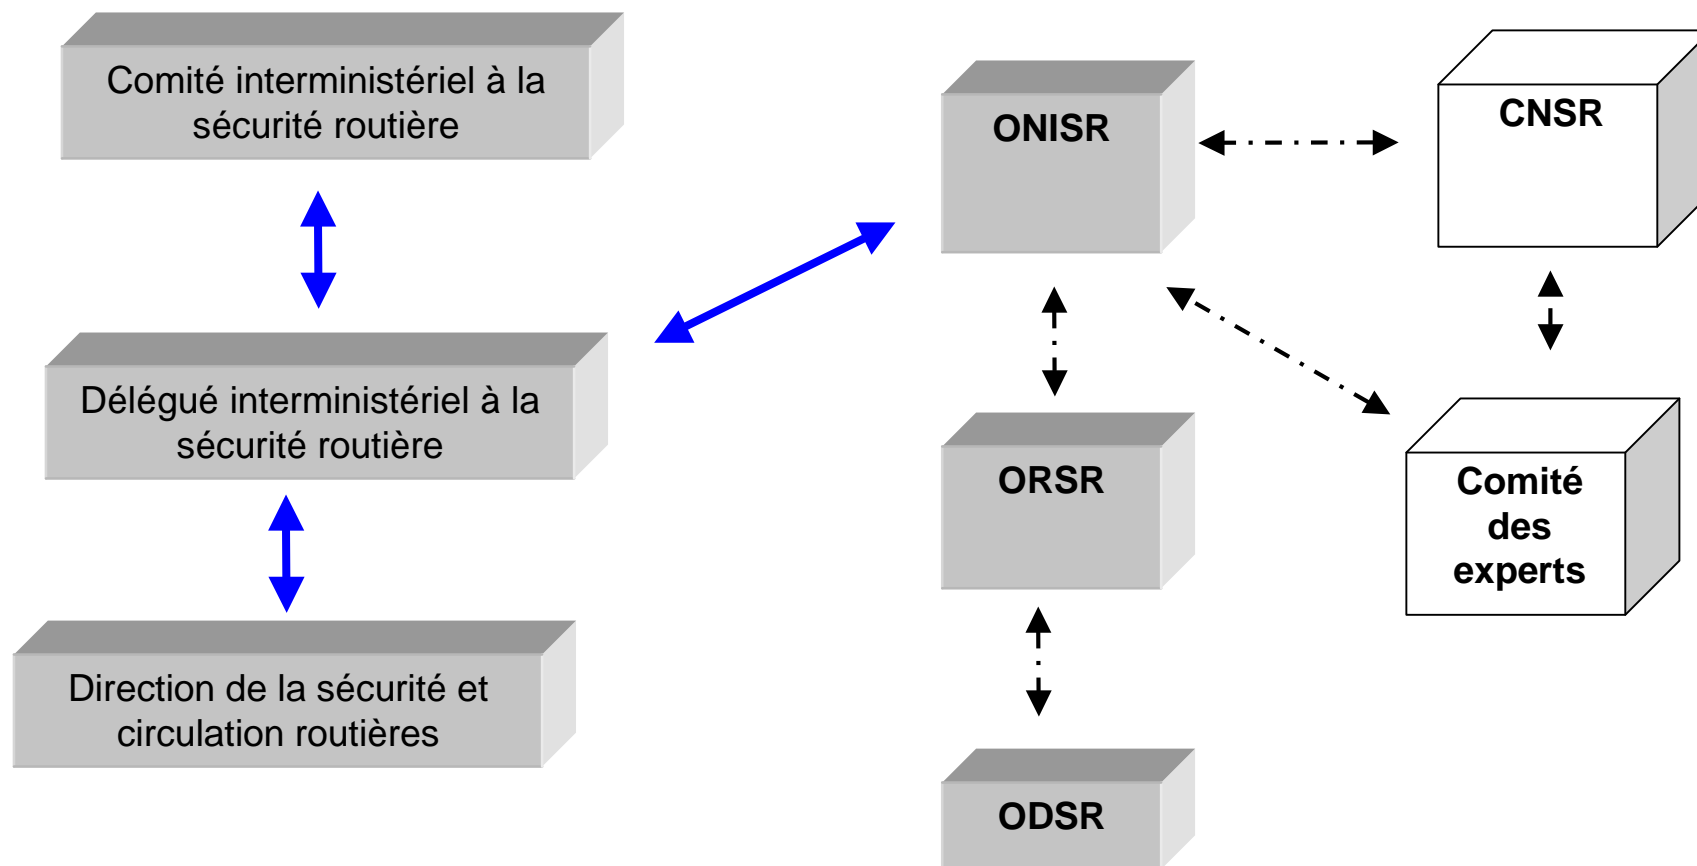 Comité interministériel à la
sécurité routière
Délégué interministériel à la
sécurité routière
Direction de la sécurité et
circulation routières
ONISR
CNSR
ORSR
Comité
des
experts
ODSR